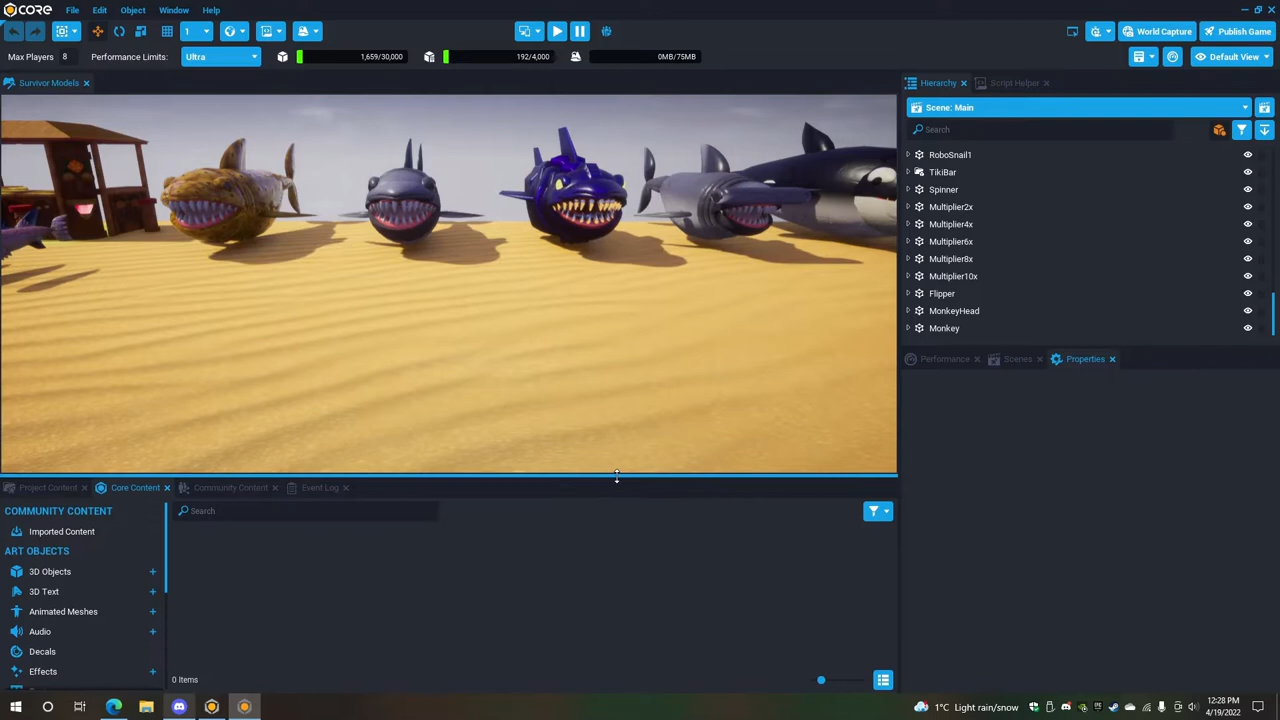 CORE File Edit Object Window Help
1 World Capture Publish Game
Max Players 8 Performance Limits: Ultra 1,659/30,000 192/4,000 0MB/75MB Default View
Survivor Models Hierarchy Script Helper
Scene: Main
Search
RoboSnail1
TikiBar
Spinner
Multiplier2x
Multiplier4x
Multiplier6x
Multiplier8x
Multiplier10x
Flipper
MonkeyHead
Monkey
Performance Scenes Properties
Project Content Core Content Community Content Event Log
COMMUNITY CONTENT
Search
Imported Content
ART OBJECTS
3D Objects
3D Text
Animated Meshes
Audio
Decals
Effects
0 Items
1°C Light rain/snow
12:28 PM
4/19/2022